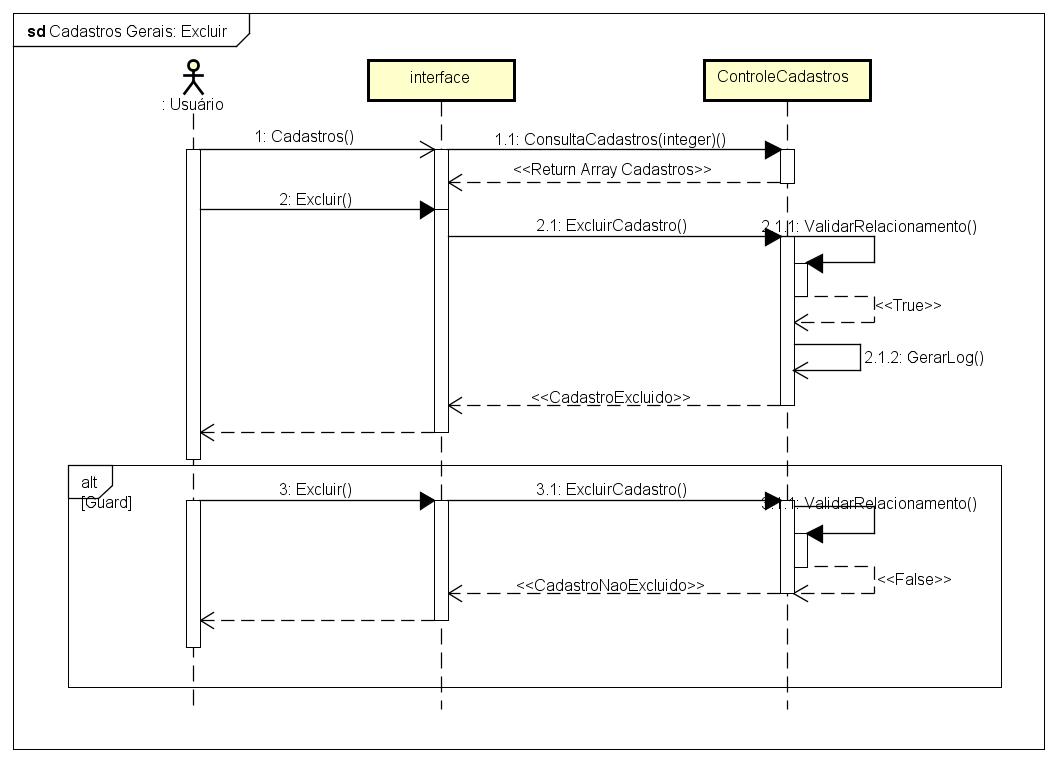 sd Cadastros Gerais: Excluir
: Usuário
interface
ControleCadastros
1: Cadastros()
1.1: ConsultaCadastros(integer)()
<<Return Array Cadastros>>
2: Excluir()
2.1: ExcluirCadastro()
2.1.1: ValidarRelacionamento()
<<True>>
2.1.2: GerarLog()
<<CadastroExcluido>>
alt
[Guard]
3: Excluir()
3.1: ExcluirCadastro()
3.1.1: ValidarRelacionamento()
<<False>>
<<CadastroNaoExcluido>>